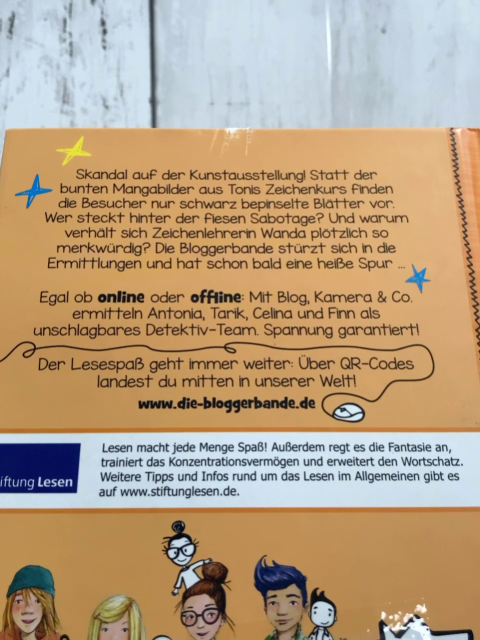 Skandal auf der Kunstausstellung! Statt der
bunten Mangabilder aus Tonis Zeichenkurs finden
die Besucher nur schwarz bepinselte Blätter vor.
Wer steckt hinter der fiesen Sabotage? Und warum
verhält sich Zeichenlehrerin Wanda plötzlich so
merkwürdig? Die Bloggerbande stürzt sich in die
Ermittlungen und hat schon bald eine heiße Spur ...
Egal ob online oder offline: Mit Blog, Kamera & Co.
ermitteln Antonia, Tarik, Celina und Finn als
unschlagbares Detektiv-Team. Spannung garantiert!
Der Lesespaß geht immer weiter: Über QR-Codes
landest du mitten in unserer Welt!
www.die-bloggerbande.de
Lesen macht jede Menge Spaß! Außerdem regt es die Fantasie an,
trainiert das Konzentrationsvermögen und erweitert den Wortschatz.
Weitere Tipps und Infos rund um das Lesen im Allgemeinen gibt es
auf www.stiftunglesen.de.
iftung Lesen